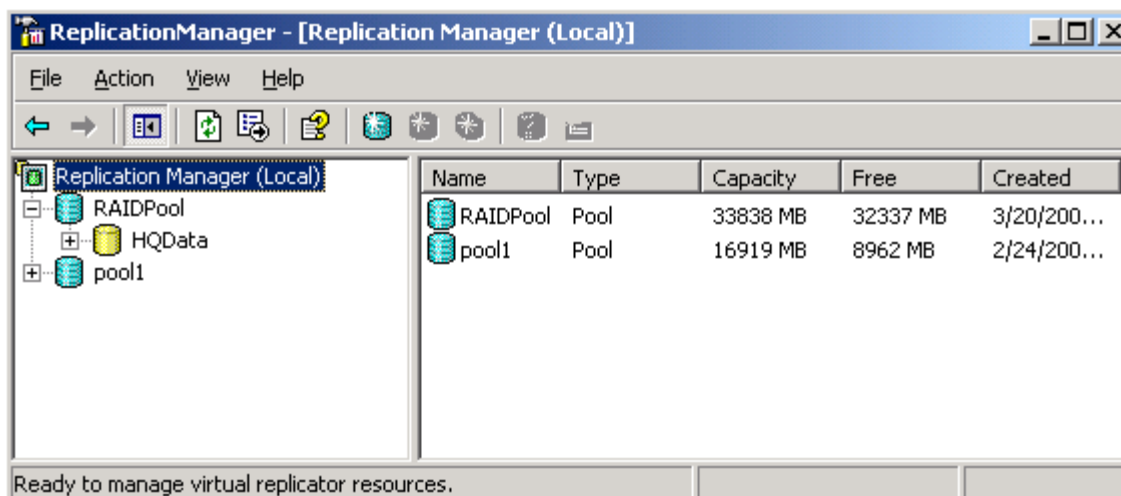 ReplicationManager - [Replication Manager (Local)]
File Action View Help
Replication Manager (Local)
RAIDPool
HQData
pool1
Name Type Capacity Free Created
RAIDPool Pool 33838 MB 32337 MB 3/20/200...
pool1 Pool 16919 MB 8962 MB 2/24/200...
Ready to manage virtual replicator resources.